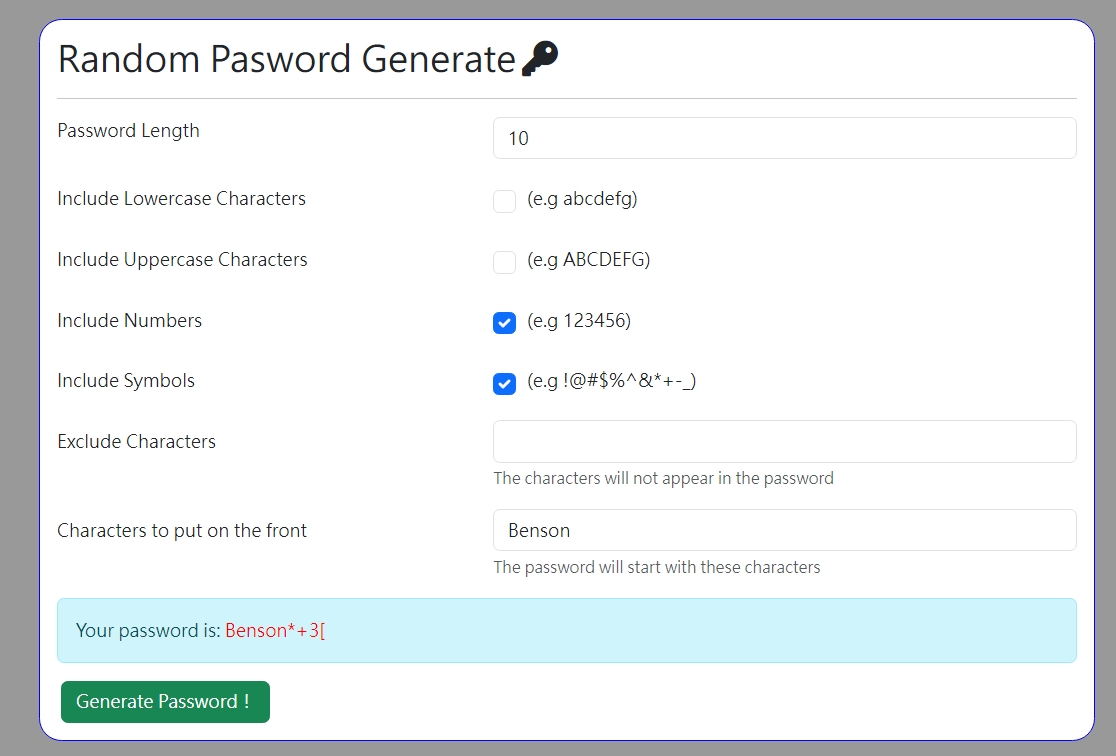 Random Pasword Generate
Password Length
10
Include Lowercase Characters
(e.g abcdefg)
Include Uppercase Characters
(e.g ABCDEFG)
Include Numbers
(e.g 123456)
Include Symbols
(e.g !@#$%^&*+-_)
Exclude Characters
The characters will not appear in the password
Characters to put on the front
Benson
The password will start with these characters
Your password is: Benson*+3[
Generate Password !